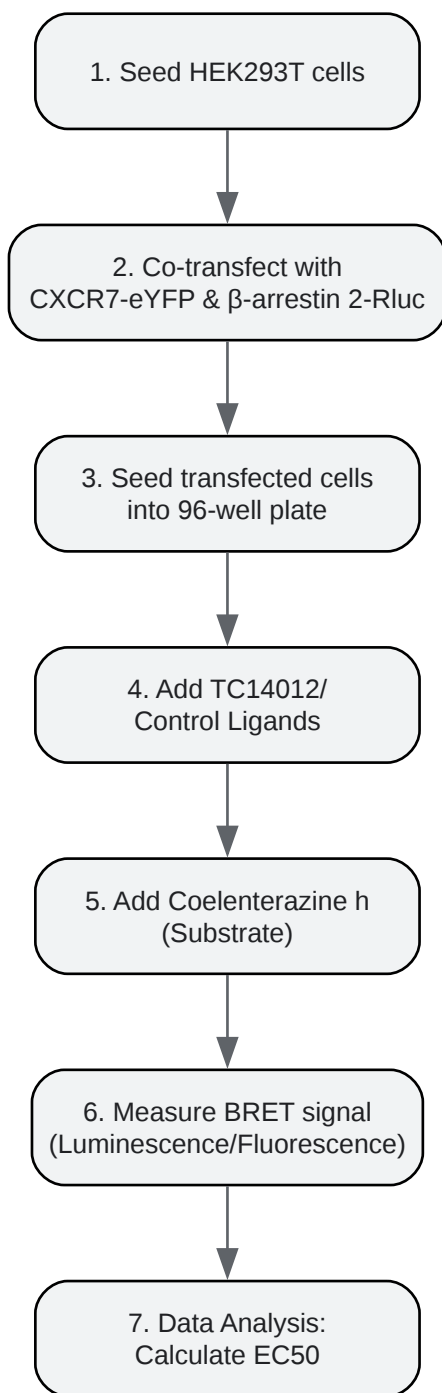 1. Seed HEK293T cells
2. Co-transfect with
CXCR7-eYFP & β-arrestin 2-Rluc
3. Seed transfected cells
into 96-well plate
4. Add TC14012/
Control Ligands
5. Add Coelenterazine h
(Substrate)
6. Measure BRET signal
(Luminescence/Fluorescence)
7. Data Analysis:
Calculate EC50